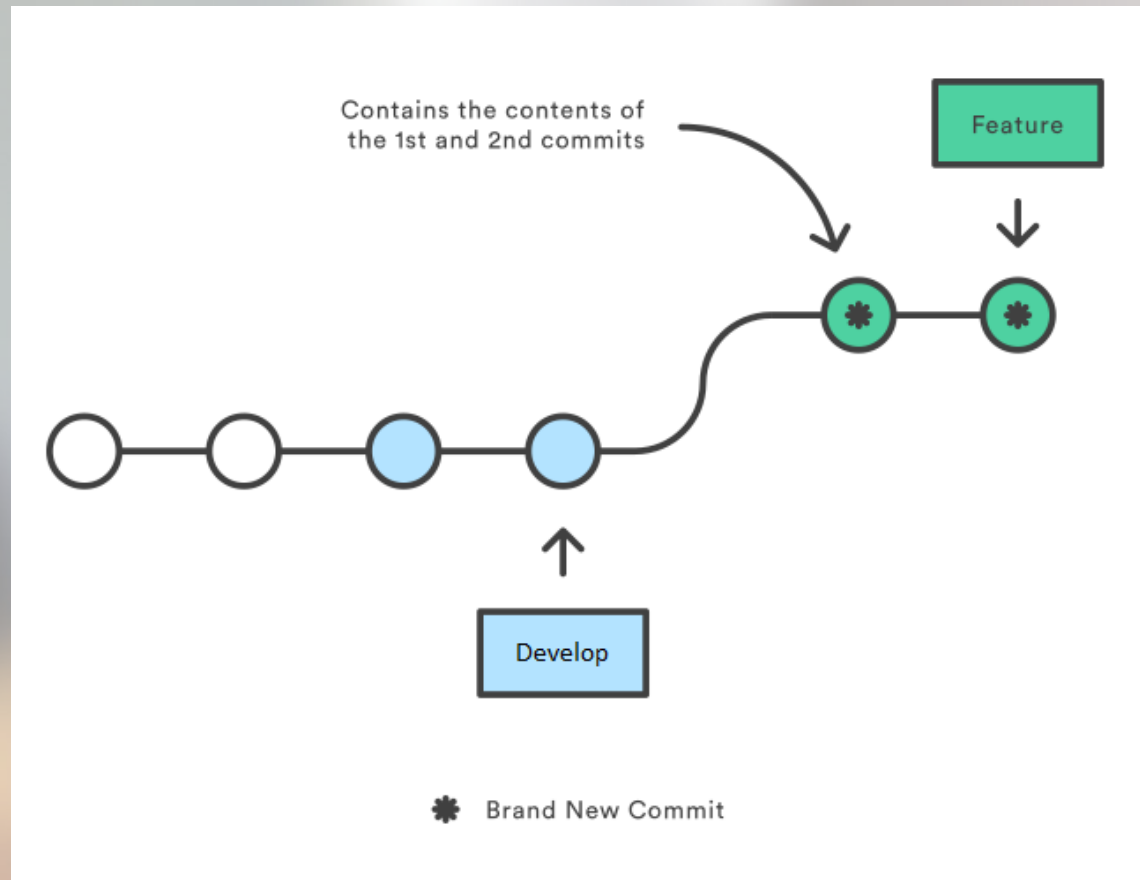 Contains the contents of
the 1st and 2nd commits
Feature
Develop
Brand New Commit